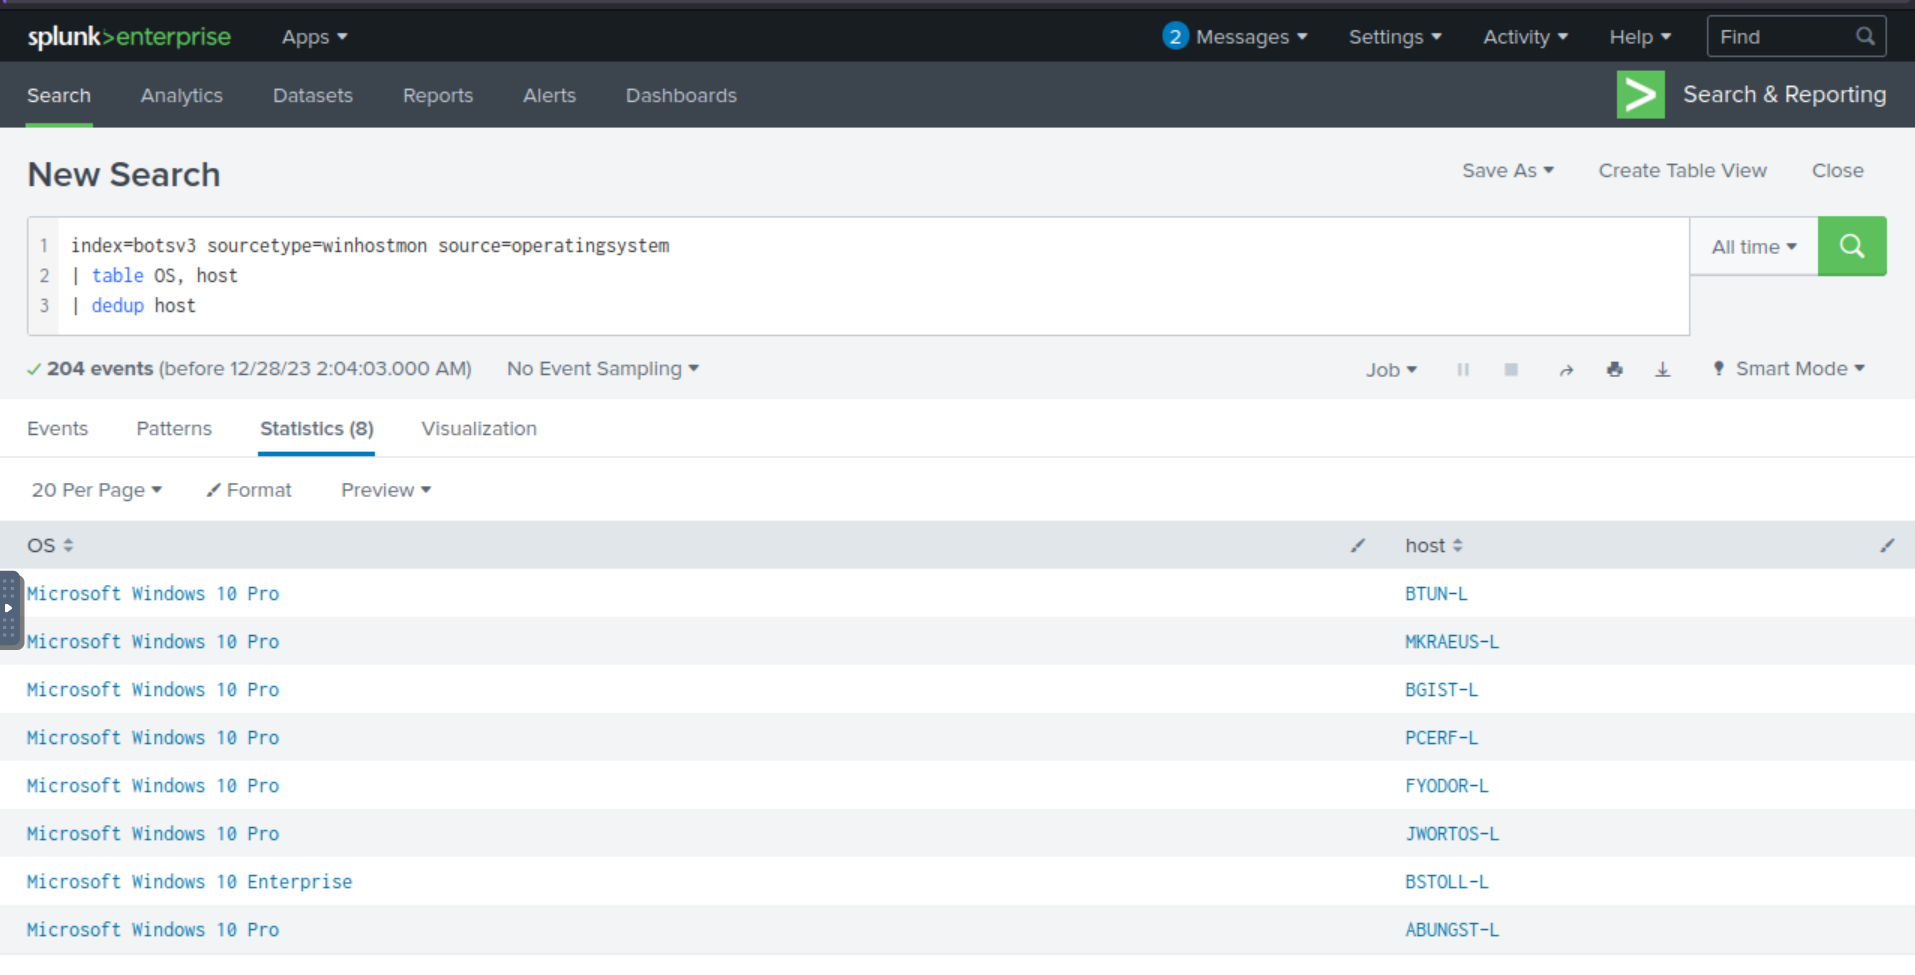 splunk>enterprise Apps 2 Messages Settings Activity Help Find
Search Analytics Datasets Reports Alerts Dashboards > Search & Reporting
New Search Save As Create Table View Close
1 index=botsv3 sourcetype=winhostmon source=operatingsystem All time
2 | table OS, host
3 | dedup host
204 events (before 12/28/23 2:04:03.000 AM) No Event Sampling Job Smart Mode
Events Patterns Statistics (8) Visualization
20 Per Page Format Preview
OS host
Microsoft Windows 10 Pro BTUN-L
Microsoft Windows 10 Pro MKRAEUS-L
Microsoft Windows 10 Pro BGIST-L
Microsoft Windows 10 Pro PCERF-L
Microsoft Windows 10 Pro FYODOR-L
Microsoft Windows 10 Pro JWORTOS-L
Microsoft Windows 10 Enterprise BSTOLL-L
Microsoft Windows 10 Pro ABUNGST-L